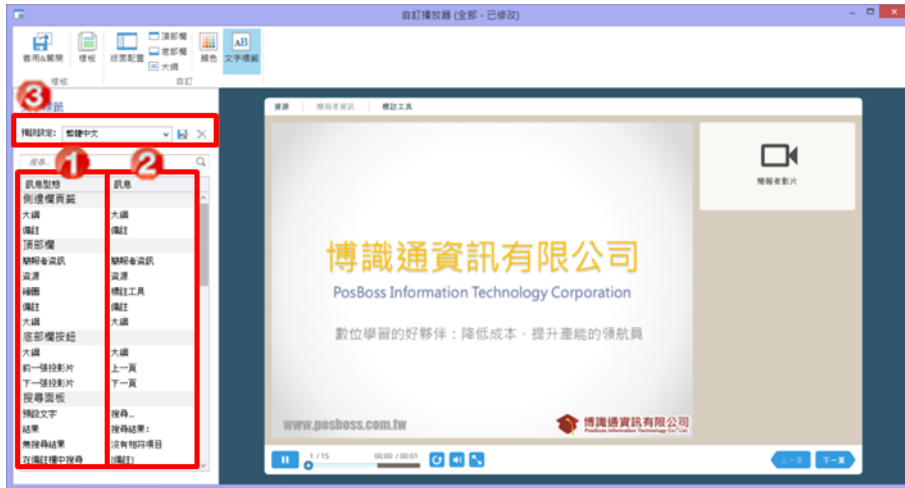 自訂播放器 (全部 - 已修改)
套用&關閉
樣板
版面配置
頂部欄
底部欄
大綱
顏色
文字標籤
樣板
自訂
3
標籤
預設設定: 繁體中文
搜尋...
1
2
訊息型態 訊息
側邊欄頁籤
大綱 大綱
備註 備註
頂部欄
簡報者資訊 簡報者資訊
資源 資源
繪圖 標註工具
備註 備註
大綱 大綱
底部欄按鈕
大綱 大綱
前一張投影片 上一頁
下一張投影片 下一頁
搜尋面板
預設文字 搜尋...
結果 搜尋結果:
無搜尋結果 沒有相符項目
在備註欄中搜尋 (備註)
資源 簡報者資訊 標註工具
簡報者影片
博識通資訊有限公司
PosBoss Information Technology Corporation
數位學習的好夥伴：降低成本、提升產能的領航員
www.posboss.com.tw
博識通資訊有限公司
PosBoss Information Technology Co., Ltd
1 / 15
00:00 / 00:01
上一頁
下一頁